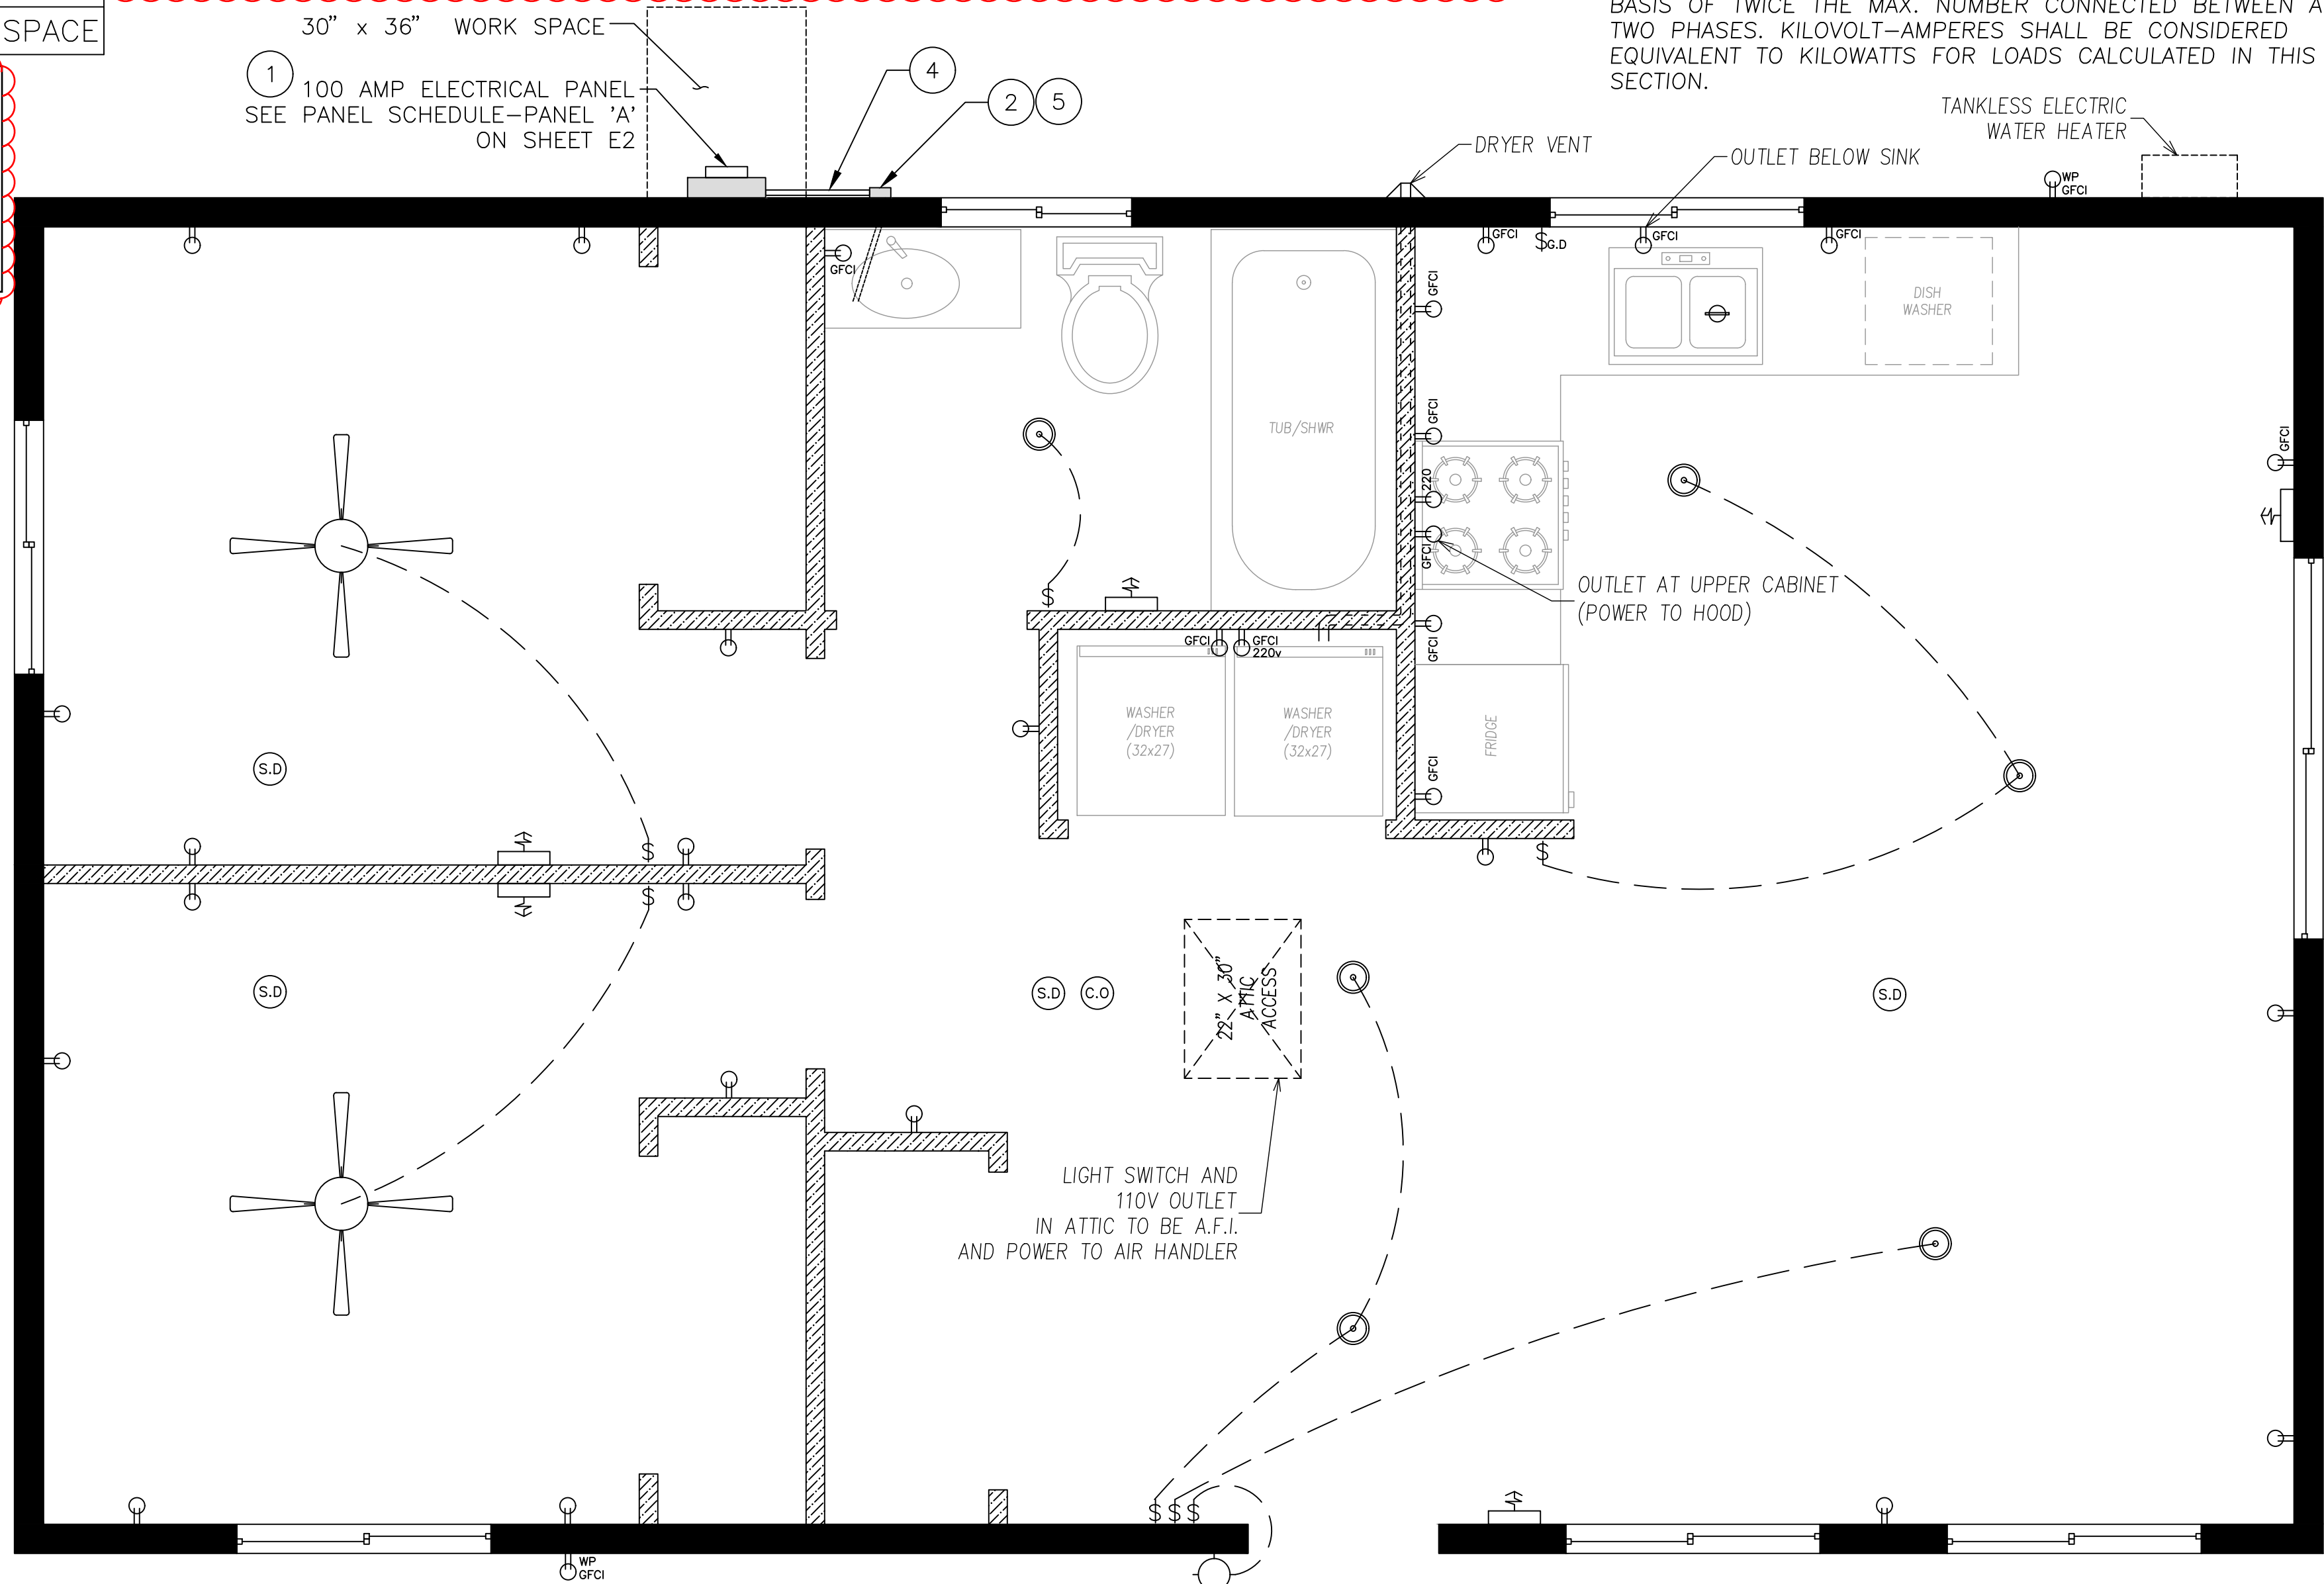 SPACE
30" x 36" WORK SPACE
1
100 AMP ELECTRICAL PANEL
SEE PANEL SCHEDULE-PANEL 'A'
ON SHEET E2
4
2
5
BASIS OF TWICE THE MAX. NUMBER CONNECTED BETWEEN A
TWO PHASES. KILOVOLT-AMPERES SHALL BE CONSIDERED
EQUIVALENT TO KILOWATTS FOR LOADS CALCULATED IN THIS
SECTION.
TANKLESS ELECTRIC
WATER HEATER
DRYER VENT
OUTLET BELOW SINK
WP
GFCI
GFCI
GFCI
$
G.D
GFCI
GFCI
GFCI
DISH
WASHER
GFCI
TUB/SHWR
GFCI
220
GFCI
OUTLET AT UPPER CABINET
(POWER TO HOOD)
$
GFCI
GFCI
220v
GFCI
WASHER
/DRYER
(32x27)
WASHER
/DRYER
(32x27)
FRIDGE
GFCI
S.D
$
$
$
S.D
S.D
C.O
22" X 30"
ATTIC
ACCESS
S.D
LIGHT SWITCH AND
110V OUTLET
IN ATTIC TO BE A.F.I.
AND POWER TO AIR HANDLER
$ $ $
WP
GFCI